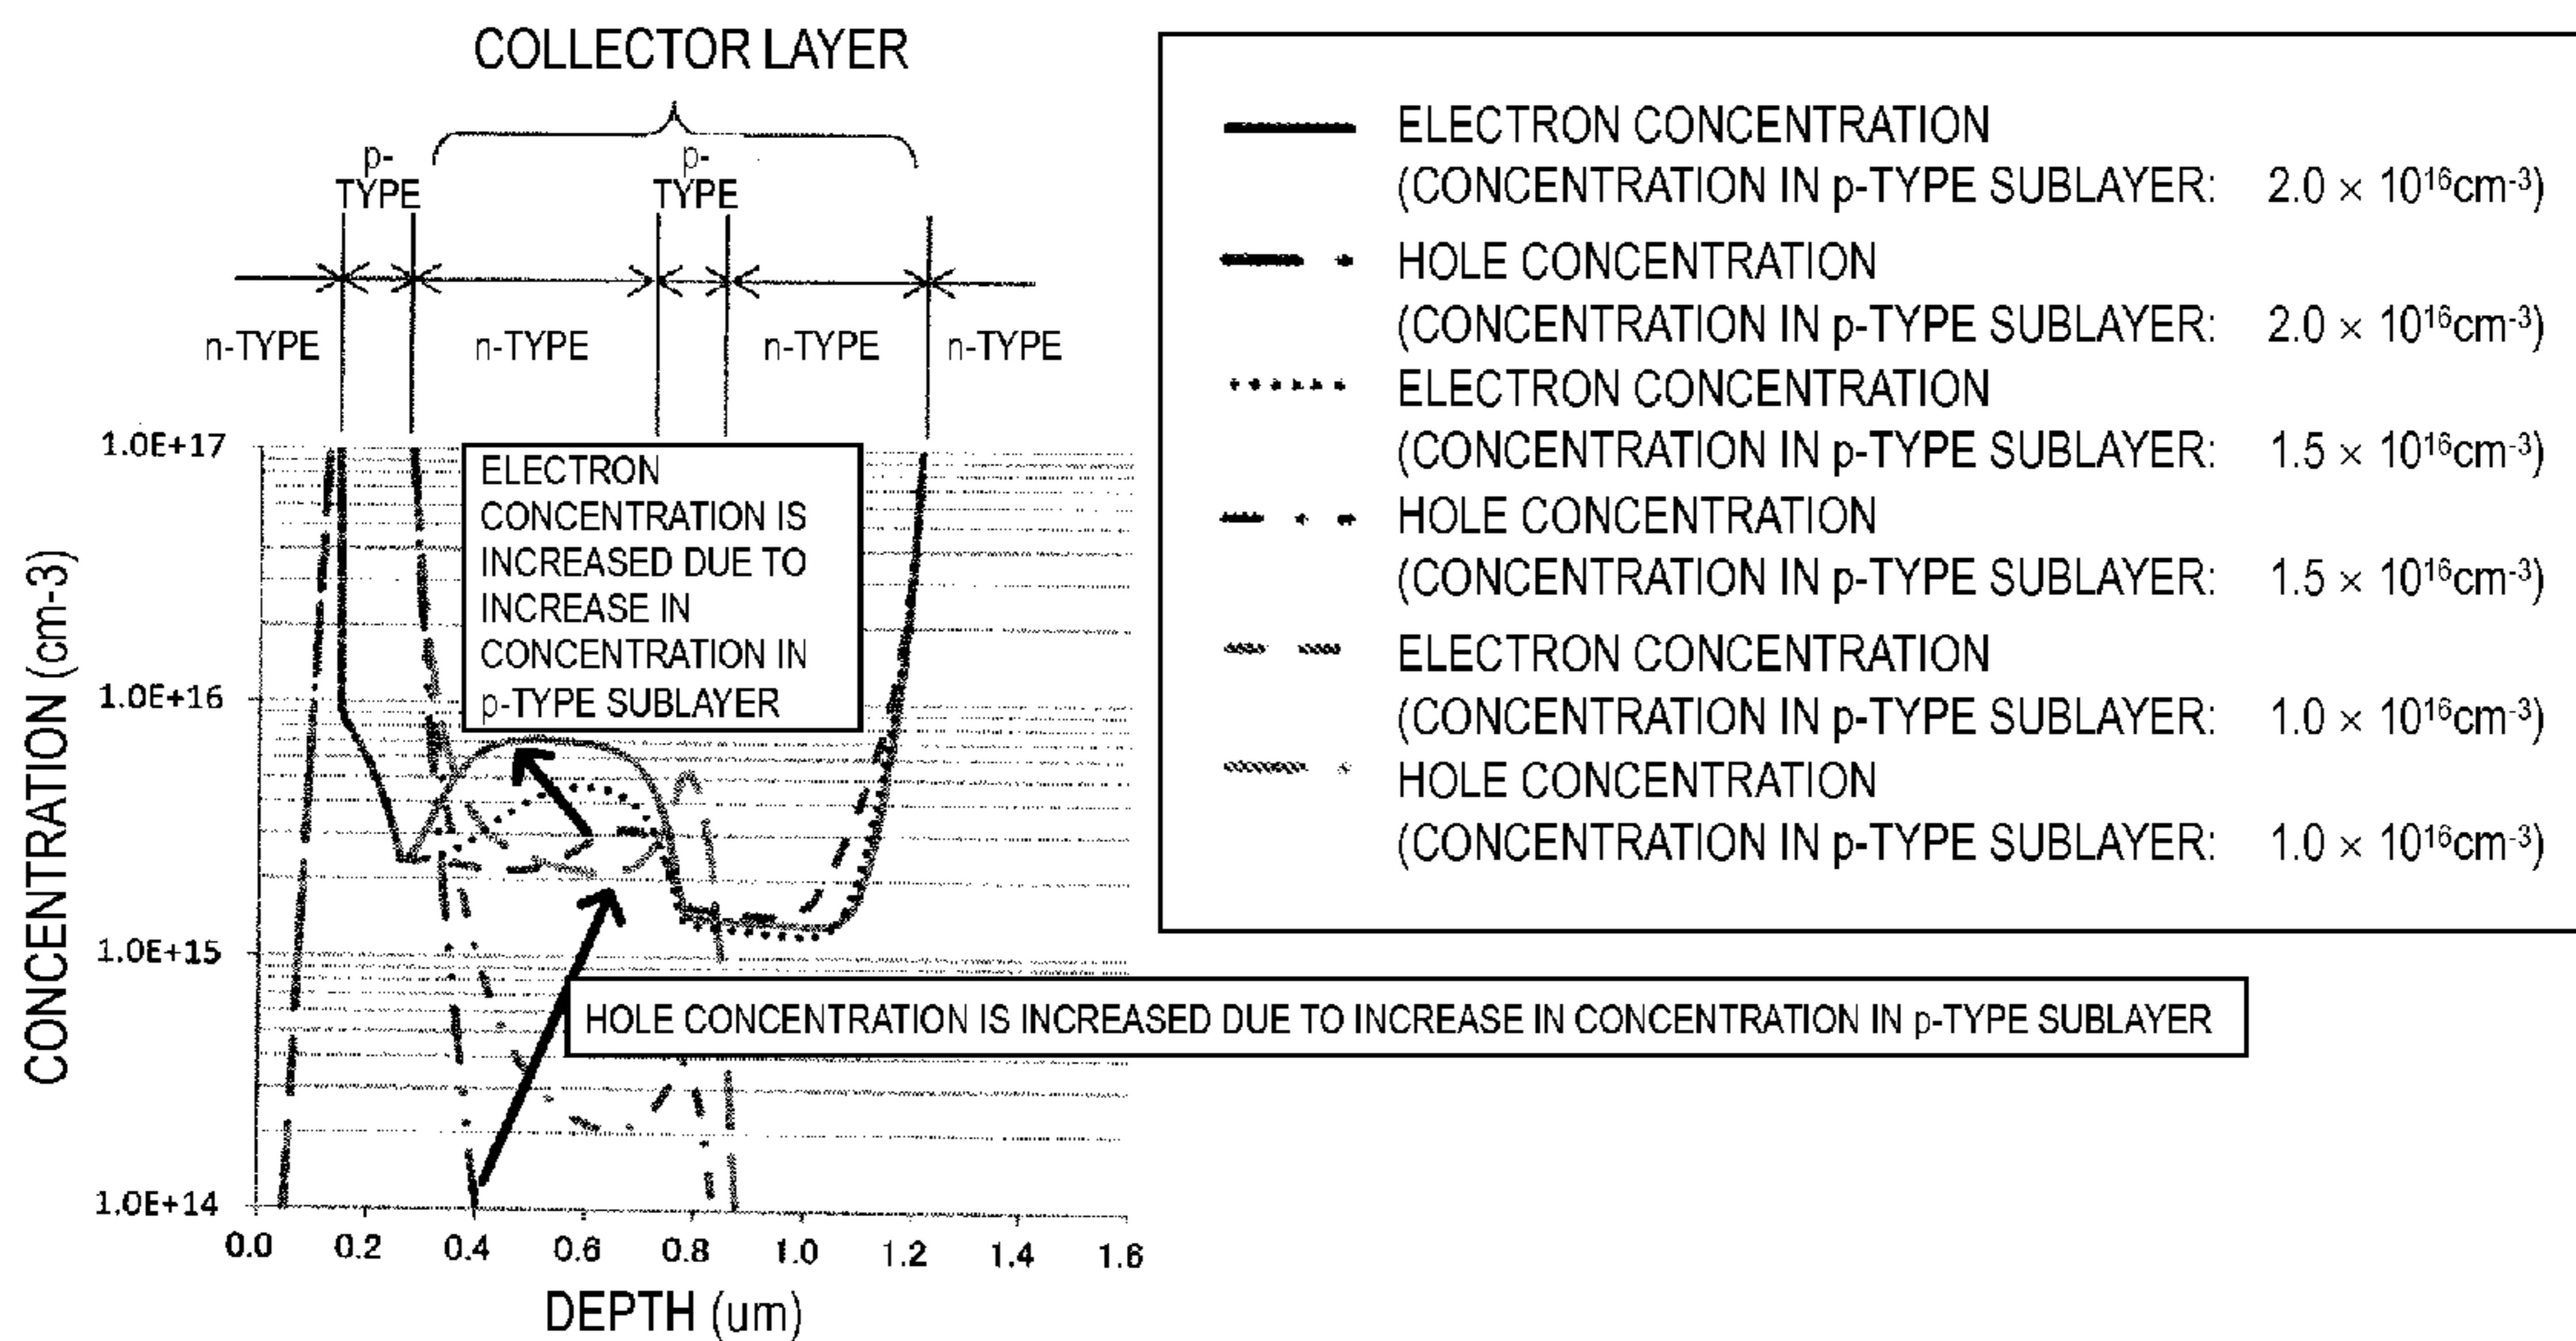 COLLECTOR LAYER
p-
TYPE
p-
TYPE
n-TYPE
n-TYPE
n-TYPE
n-TYPE
ELECTRON CONCENTRATION
(CONCENTRATION IN p-TYPE SUBLAYER: 2.0 × 10¹⁶cm⁻³)
HOLE CONCENTRATION
(CONCENTRATION IN p-TYPE SUBLAYER: 2.0 × 10¹⁶cm⁻³)
ELECTRON CONCENTRATION
(CONCENTRATION IN p-TYPE SUBLAYER: 1.5 × 10¹⁶cm⁻³)
HOLE CONCENTRATION
(CONCENTRATION IN p-TYPE SUBLAYER: 1.5 × 10¹⁶cm⁻³)
ELECTRON CONCENTRATION
(CONCENTRATION IN p-TYPE SUBLAYER: 1.0 × 10¹⁶cm⁻³)
HOLE CONCENTRATION
(CONCENTRATION IN p-TYPE SUBLAYER: 1.0 × 10¹⁶cm⁻³)
CONCENTRATION (cm-3)
1.0E+17
1.0E+16
1.0E+15
1.0E+14
ELECTRON
CONCENTRATION IS
INCREASED DUE TO
INCREASE IN
CONCENTRATION IN
p-TYPE SUBLAYER
HOLE CONCENTRATION IS INCREASED DUE TO INCREASE IN CONCENTRATION IN p-TYPE SUBLAYER
0.0 0.2 0.4 0.6 0.8 1.0 1.2 1.4 1.6
DEPTH (um)